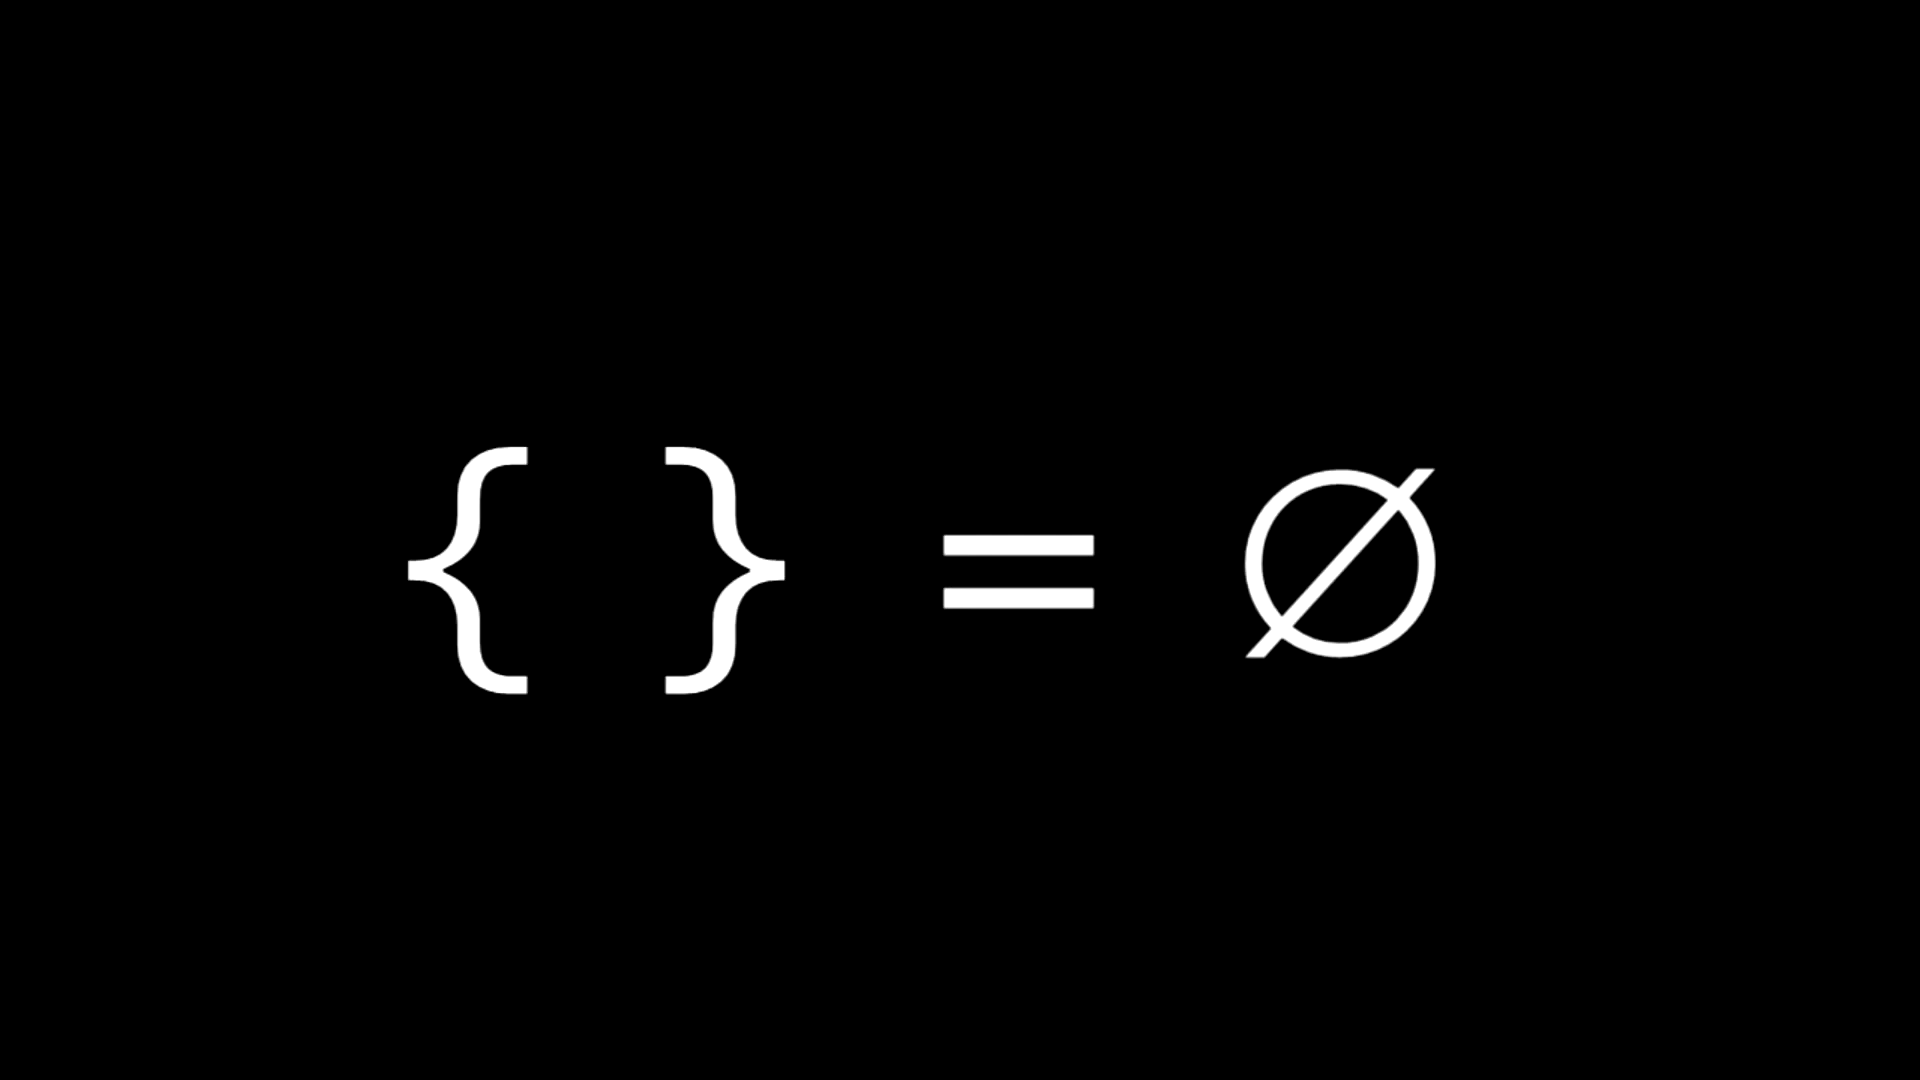 { } = ∅